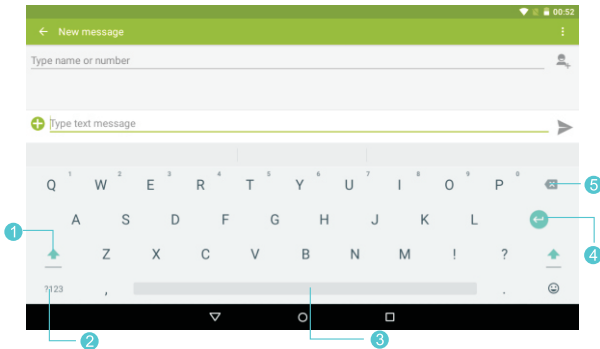 00:52
New message
Type name or number
Type text message
Q 1 W 2 E 3 R 4 T 5 Y 6 U 7 I 8 O 9 P 0 5
A S D F G H J K L
1 Z X C V B N M ! ? 4
?123 , .
2 3